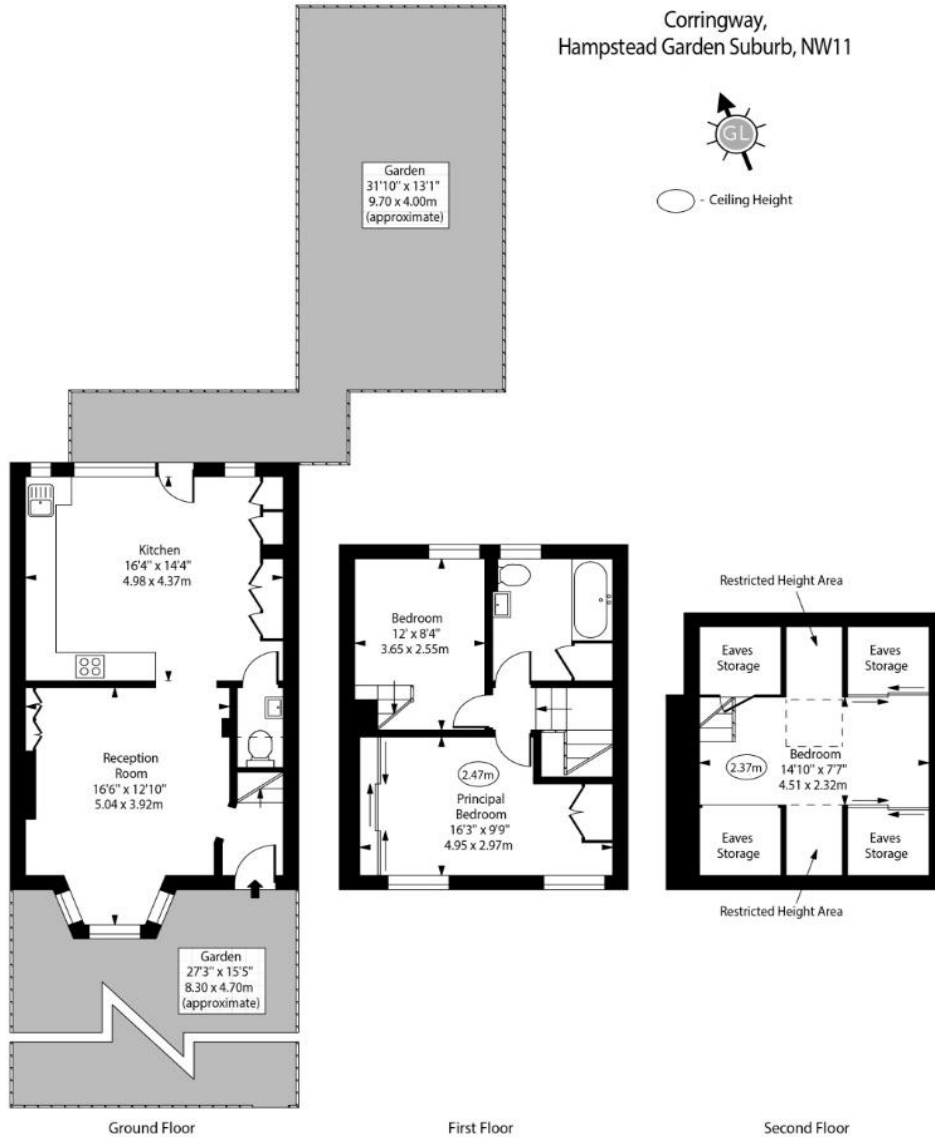 Corringway,
Hampstead Garden Suburb, NW11
GL
- Ceiling Height
Garden
31'10" x 13'1"
9.70 x 4.00m
(approximate)
Kitchen
16'4" x 14'4"
4.98 x 4.37m
Reception
Room
16'6" x 12'10"
5.04 x 3.92m
Garden
27'3" x 15'5"
8.30 x 4.70m
(approximate)
Ground Floor
Bedroom
12' x 8'4"
3.65 x 2.55m
2.47m
Principal
Bedroom
16'3" x 9'9"
4.95 x 2.97m
First Floor
Restricted Height Area
Eaves
Storage
Eaves
Storage
2.37m
Bedroom
14'10" x 7'7"
4.51 x 2.32m
Eaves
Storage
Eaves
Storage
Restricted Height Area
Second Floor